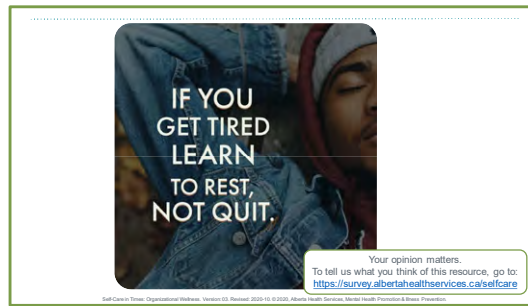 IF YOU
GET TIRED
LEARN
TO REST,
NOT QUIT.
Your opinion matters.
To tell us what you think of this resource, go to:
https://survey.albertahealthservices.ca/selfcare
Self-Care in Times: Organizational Wellness. Version: 03. Revised: 2020-10. © 2020, Alberta Health Services, Mental Health Promotion & Illness Prevention.